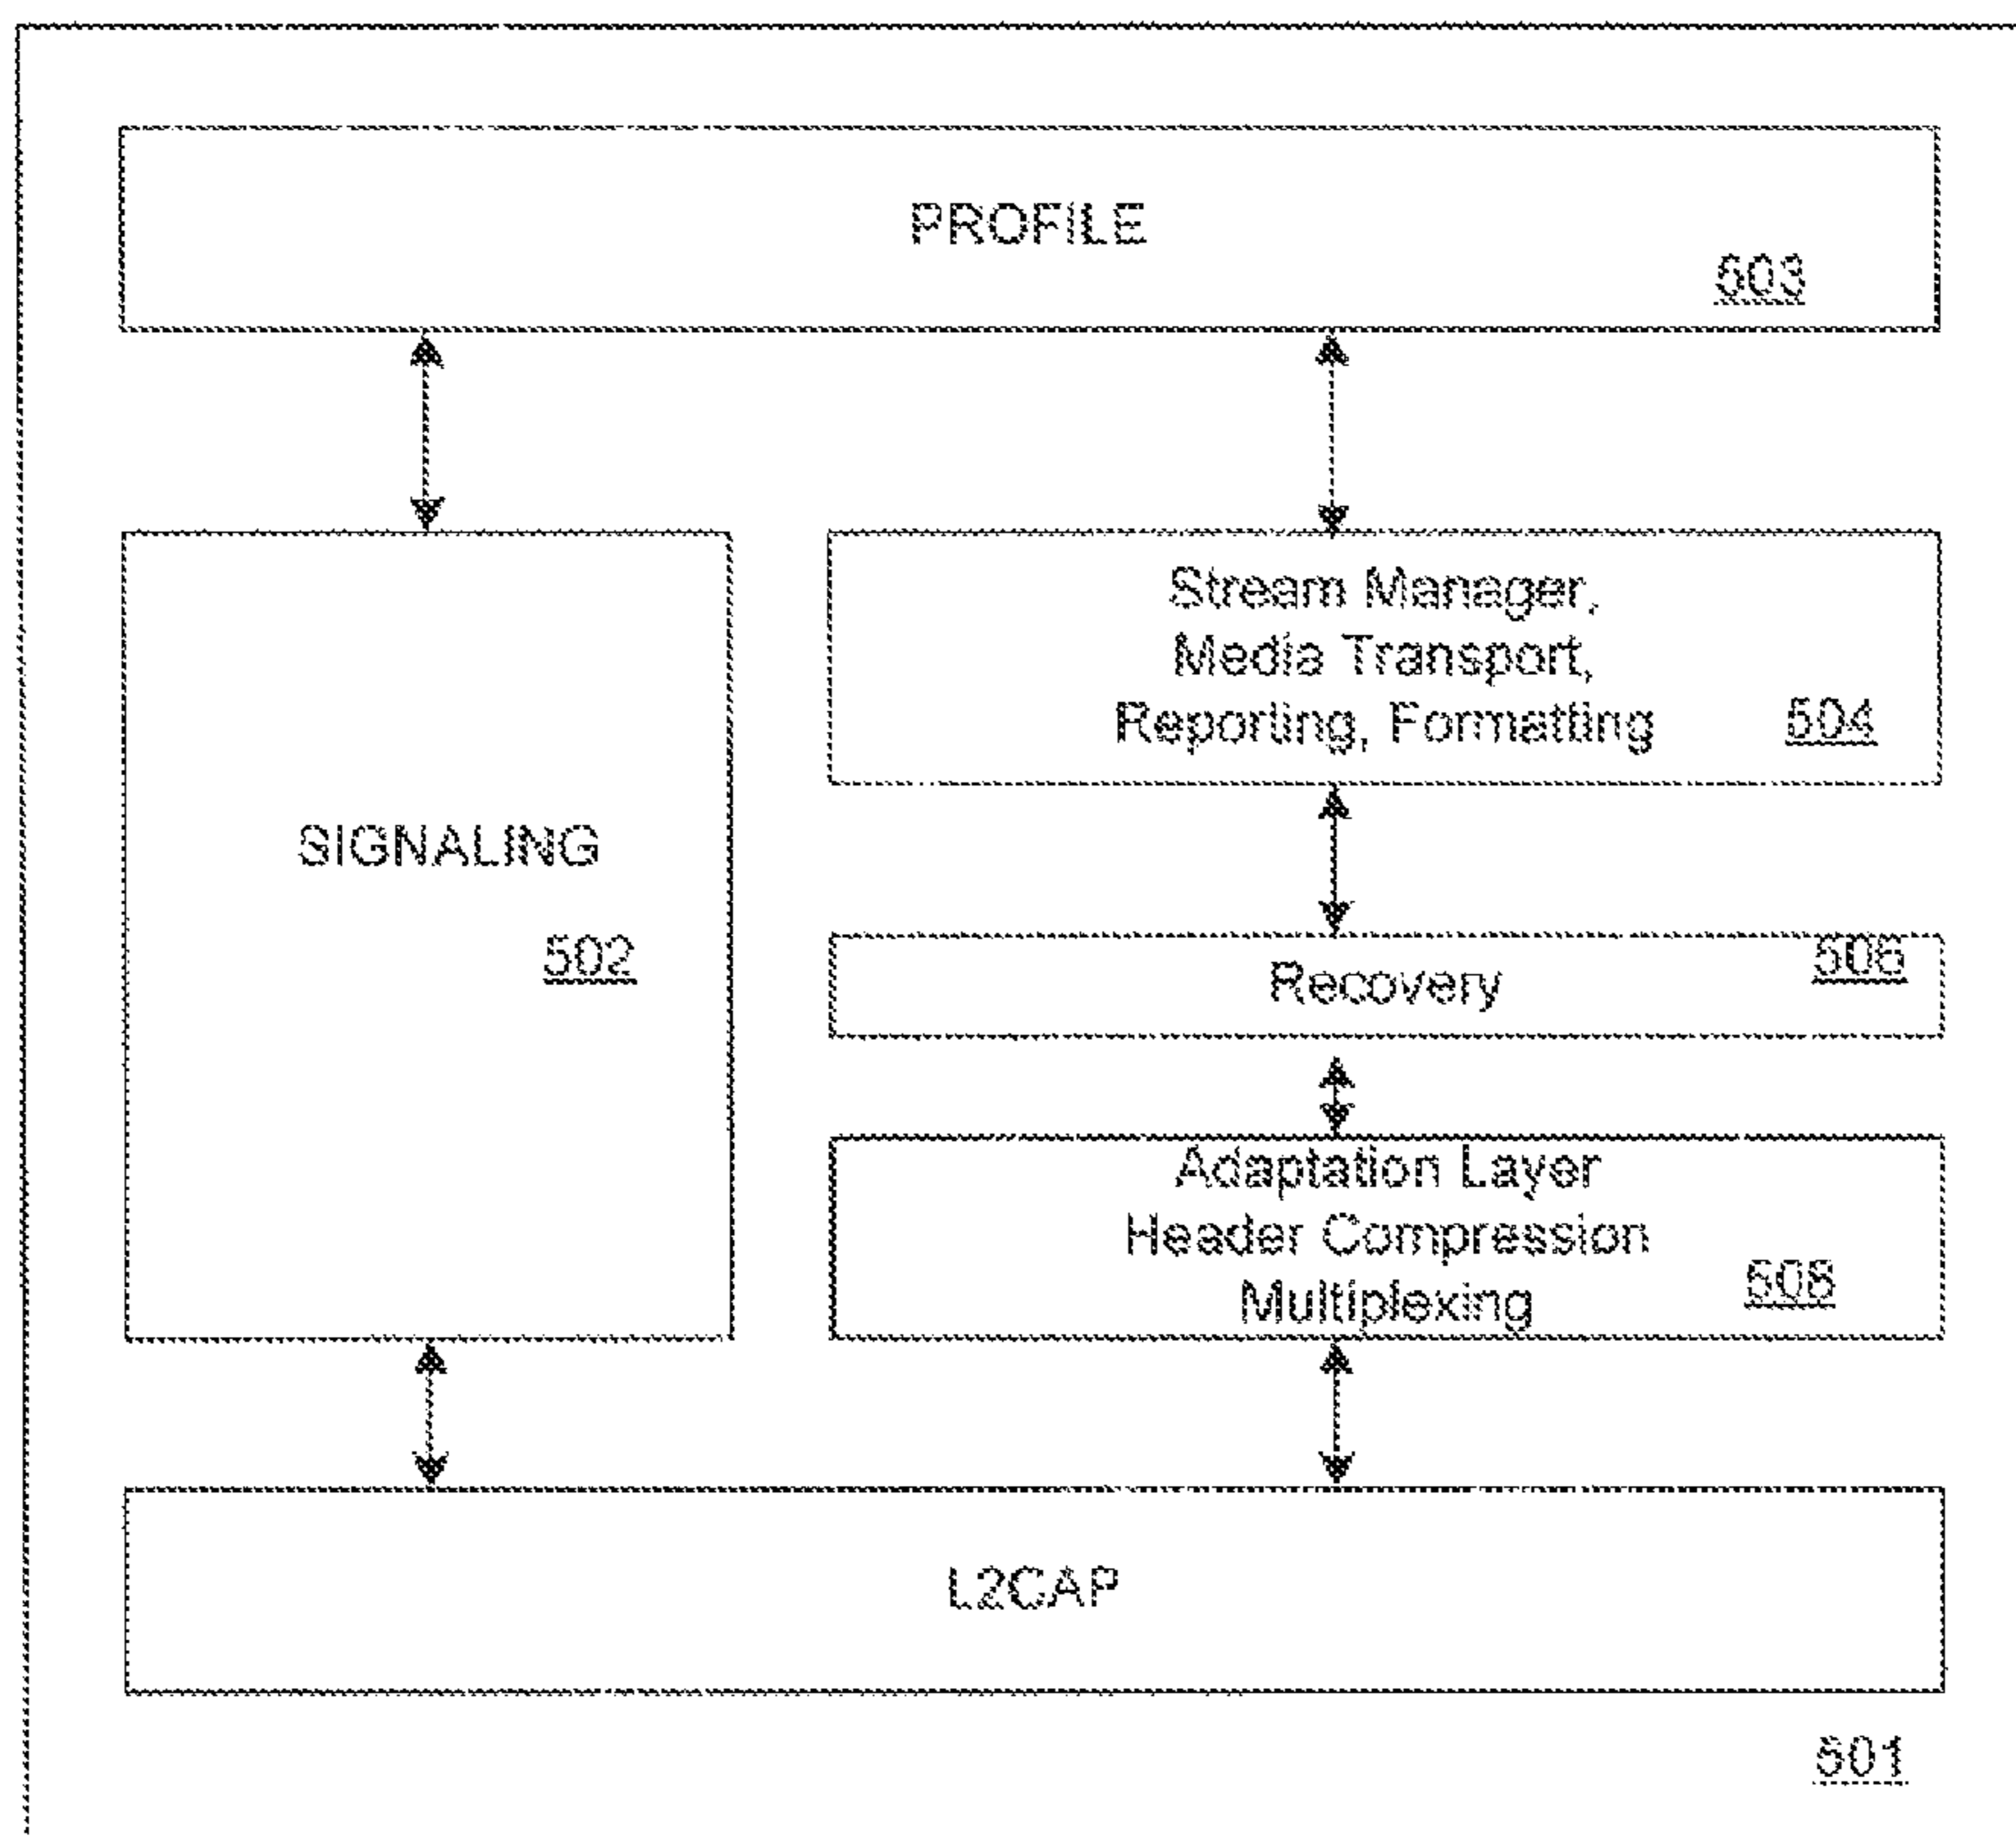 PROFILE
503
Stream Manager,
Media Transport,
Reporting, Formatting
504
SIGNALING
502
506
Recovery
Adaptation Layer
Header Compression
Multiplexing
508
L2CAP
501